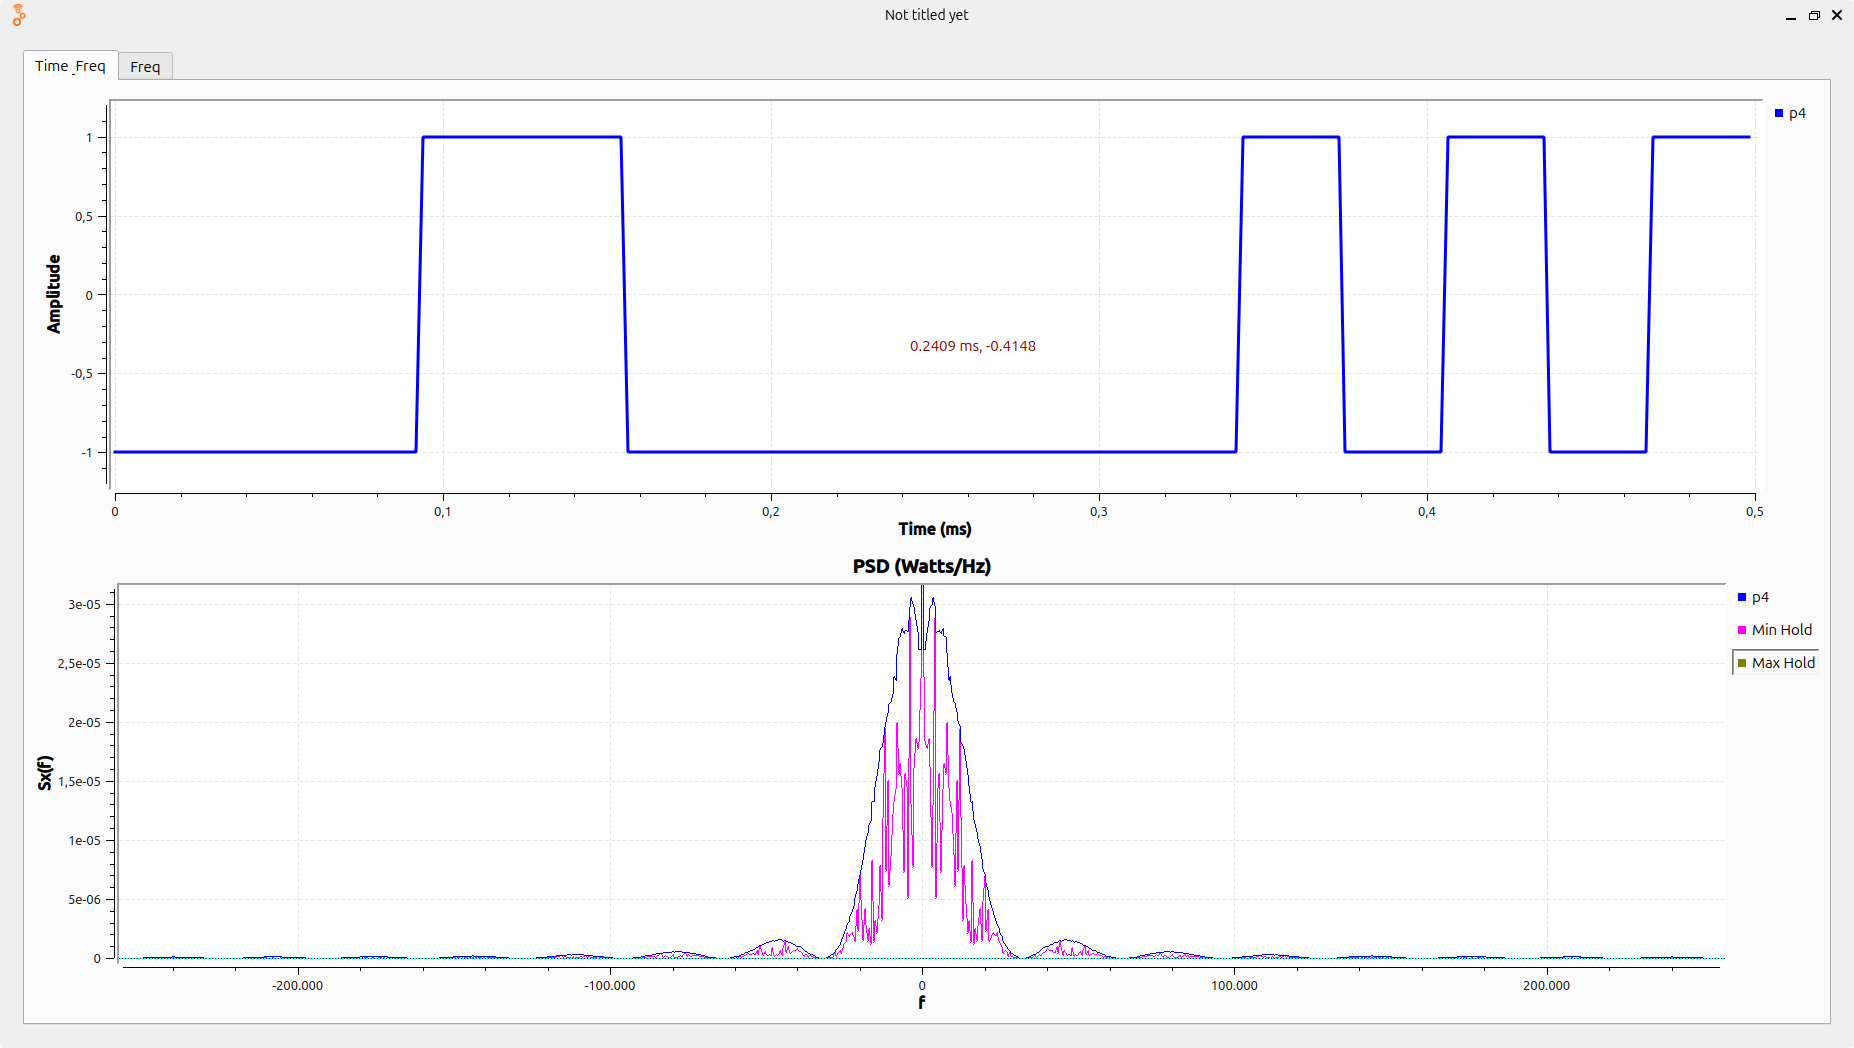 Not titled yet
Time_Freq
Freq
Amplitude
1
0,5
0
-0,5
-1
p4
0.2409 ms, -0.4148
0
0,1
0,2
0,3
0,4
0,5
Time (ms)
PSD (Watts/Hz)
Sx(f)
3e-05
2,5e-05
2e-05
1,5e-05
1e-05
5e-06
0
p4
Min Hold
Max Hold
-200.000
-100.000
0
100.000
200.000
f